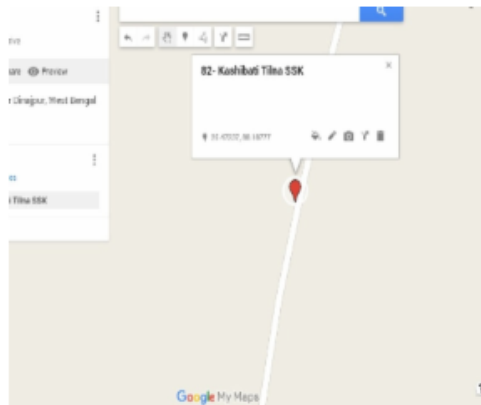 Preview
Dinajpur, West Bengal
Tilna SSK
82- Kashibati Tilna SSK
Google My Maps